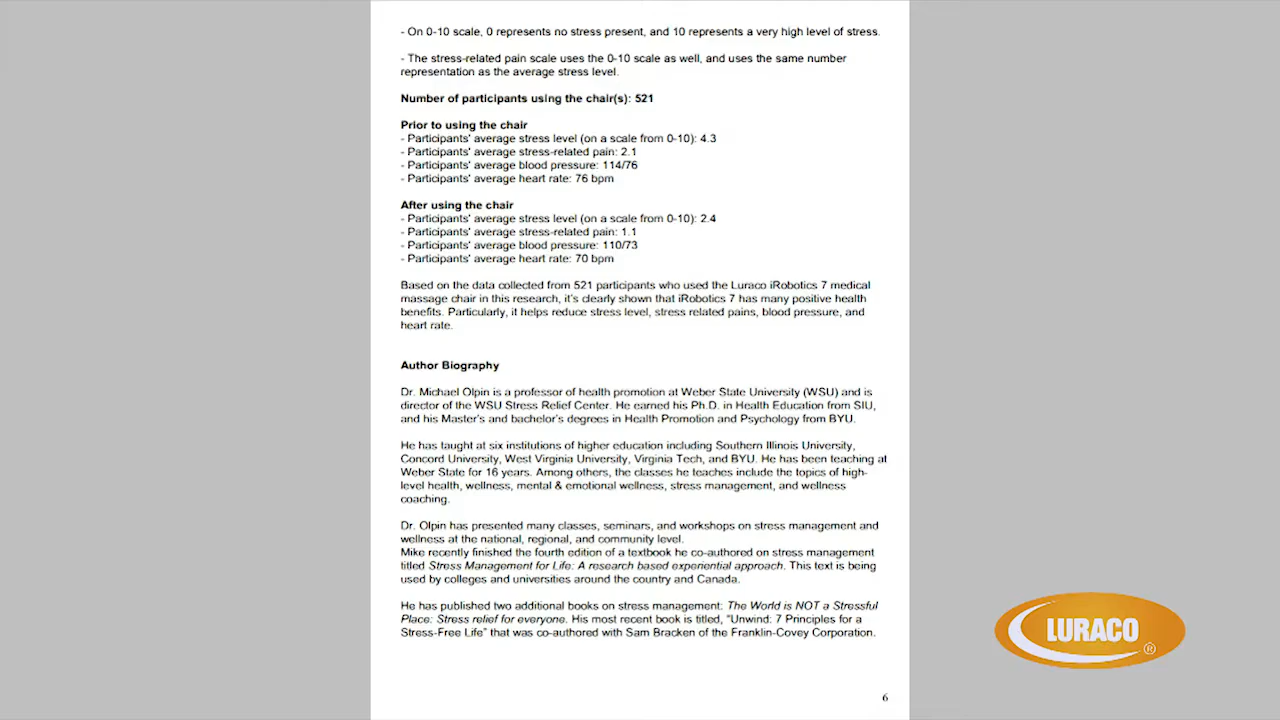 - On 0-10 scale, 0 represents no stress present, and 10 represents a very high level of stress.
- The stress-related pain scale uses the 0-10 scale as well, and uses the same number
representation as the average stress level.
Number of participants using the chair(s): 521
Prior to using the chair
- Participants' average stress level (on a scale from 0-10): 4.3
- Participants' average stress-related pain: 2.1
- Participants' average blood pressure: 114/76
- Participants' average heart rate: 76 bpm
After using the chair
- Participants' average stress level (on a scale from 0-10): 2.4
- Participants' average stress-related pain: 1.1
- Participants' average blood pressure: 110/73
- Participants' average heart rate: 70 bpm
Based on the data collected from 521 participants who used the Luraco iRobotics 7 medical
massage chair in this research, it's clearly shown that iRobotics 7 has many positive health
benefits. Particularly, it helps reduce stress level, stress related pains, blood pressure, and
heart rate.
Author Biography
Dr. Michael Olpin is a professor of health promotion at Weber State University (WSU) and is
director of the WSU Stress Relief Center. He earned his Ph.D. in Health Education from SIU,
and his Master's and bachelor's degrees in Health Promotion and Psychology from BYU.
He has taught at six institutions of higher education including Southern Illinois University,
Concord University, West Virginia University, Virginia Tech, and BYU. He has been teaching at
Weber State for 16 years. Among others, the classes he teaches include the topics of high-
level health, wellness, mental & emotional wellness, stress management, and wellness
coaching.
Dr. Olpin has presented many classes, seminars, and workshops on stress management and
wellness at the national, regional, and community level.
Mike recently finished the fourth edition of a textbook he co-authored on stress management
titled Stress Management for Life: A research based experiential approach. This text is being
used by colleges and universities around the country and Canada.
He has published two additional books on stress management: The World is NOT a Stressful
Place: Stress relief for everyone. His most recent book is titled, "Unwind: 7 Principles for a
Stress-Free Life" that was co-authored with Sam Bracken of the Franklin-Covey Corporation.
LURACO ®
6